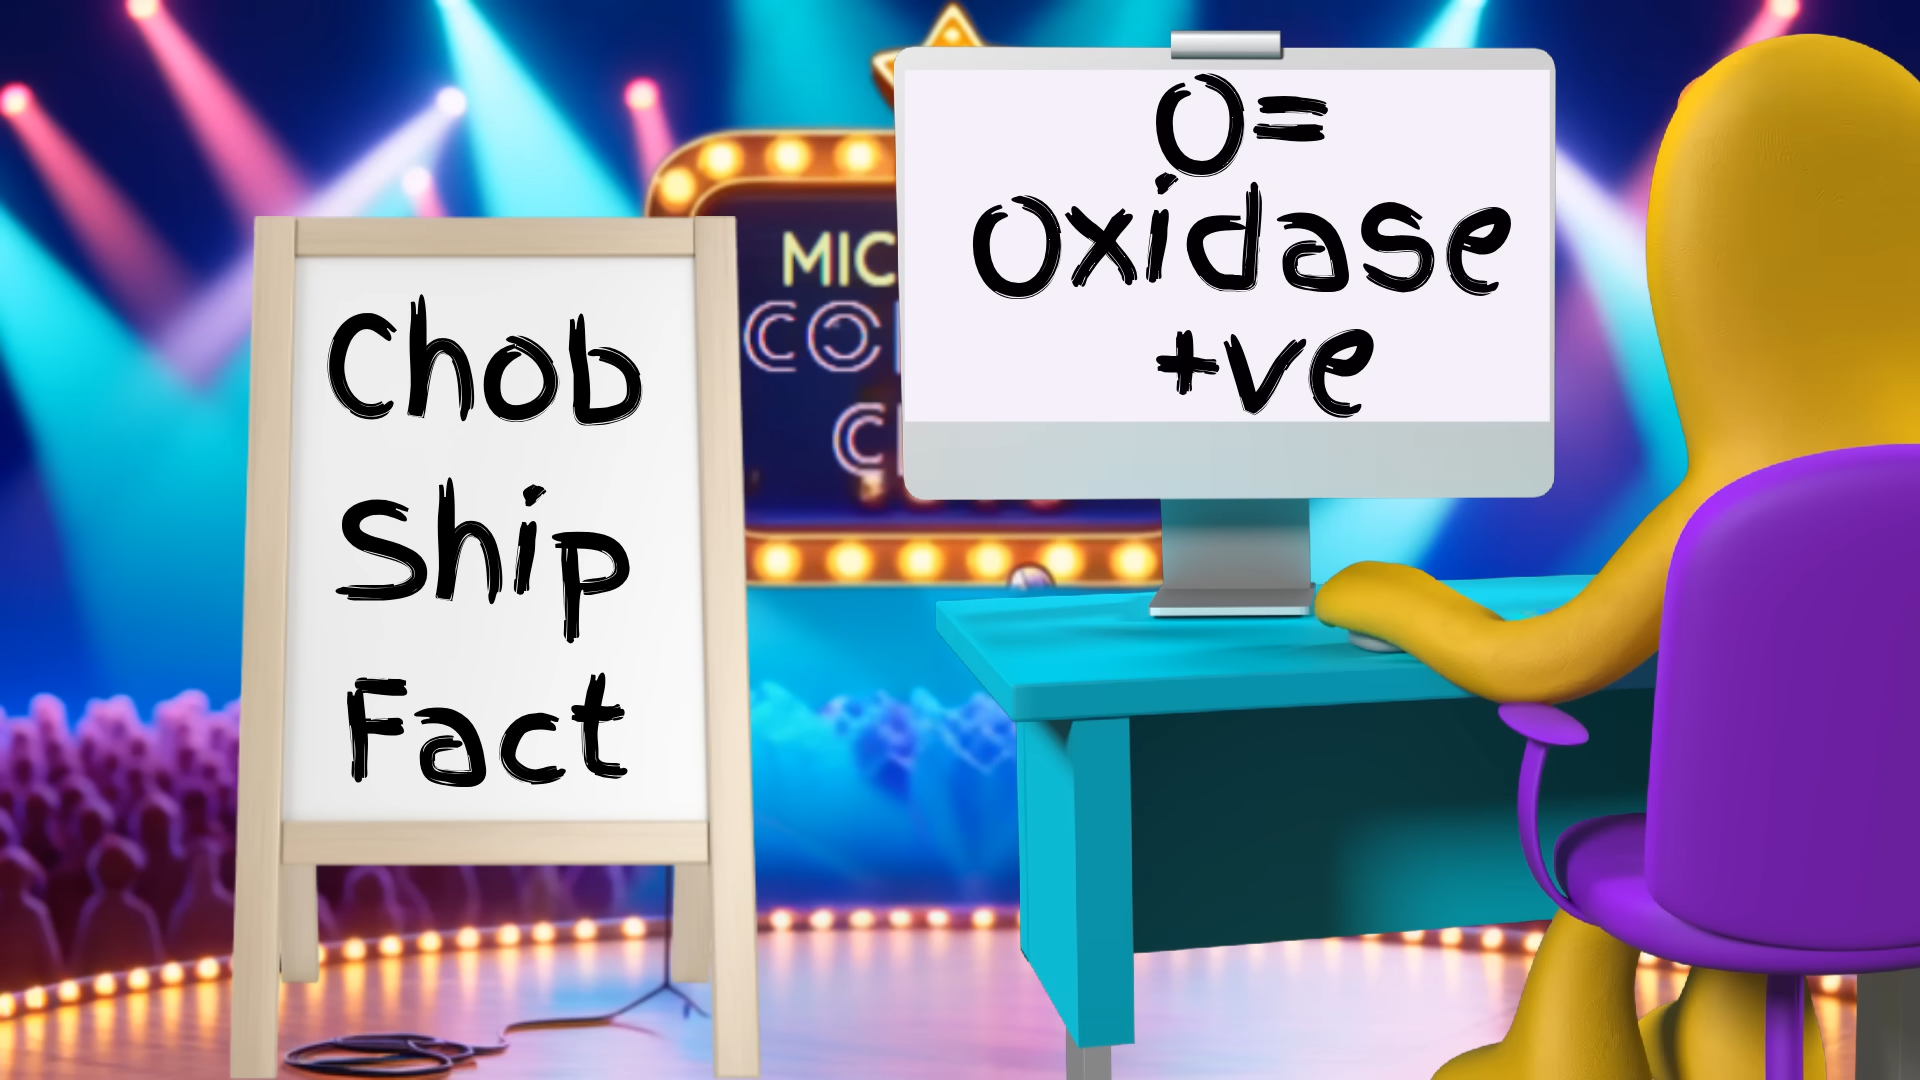 Chob
Ship
Fact
O=
Oxidase
+ve
MIC